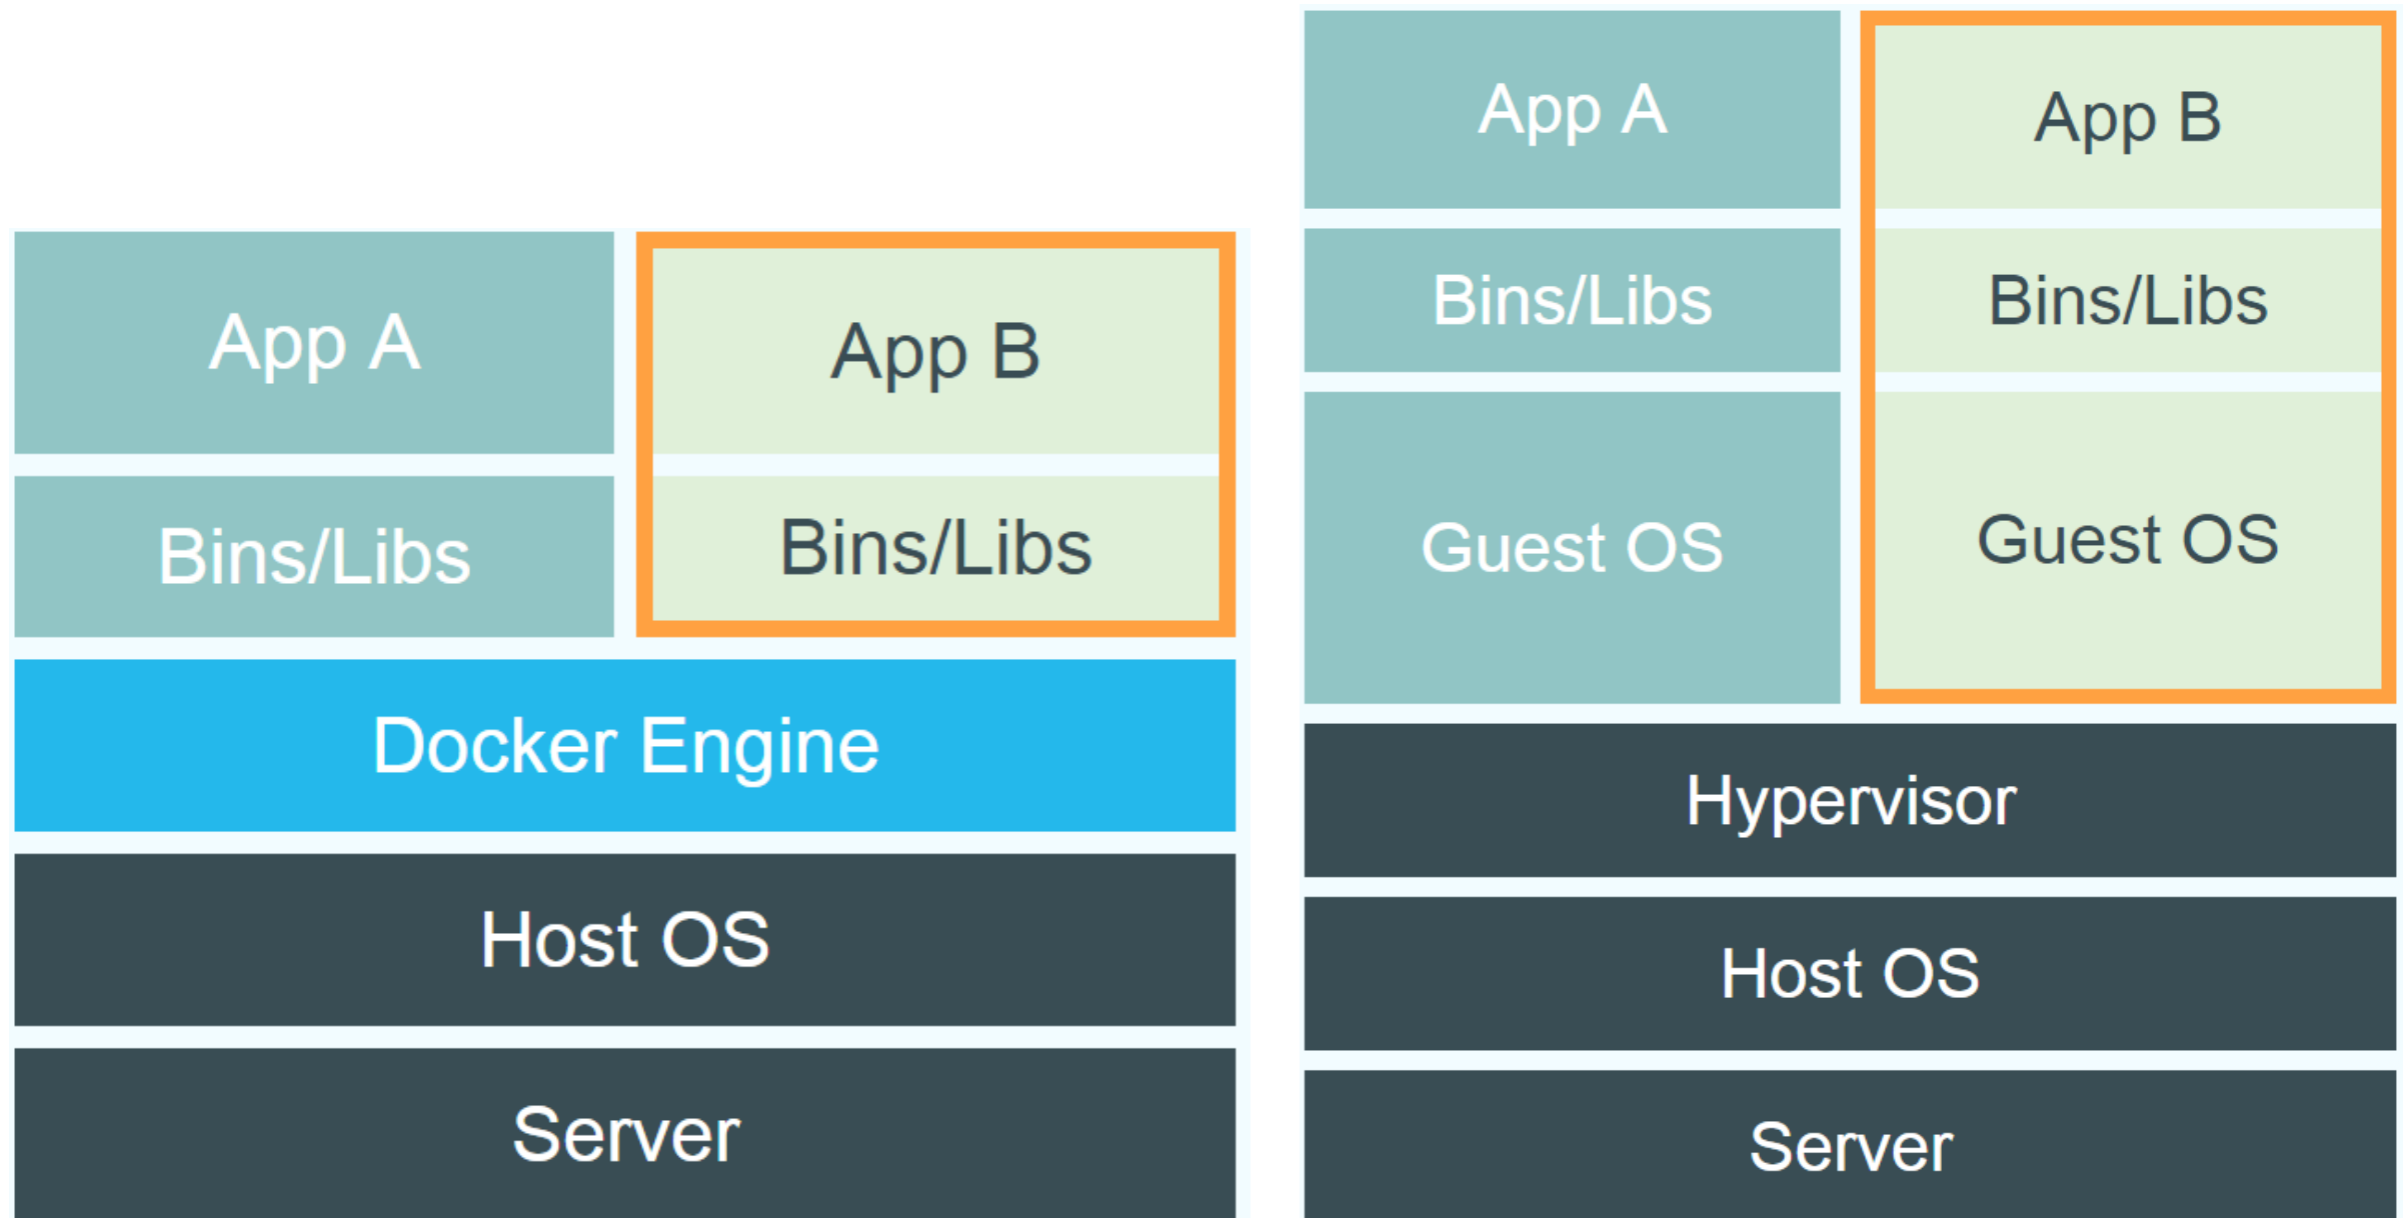 App A
App B
Bins/Libs
Bins/Libs
Docker Engine
Host OS
Server
App A
App B
Bins/Libs
Bins/Libs
Guest OS
Guest OS
Hypervisor
Host OS
Server